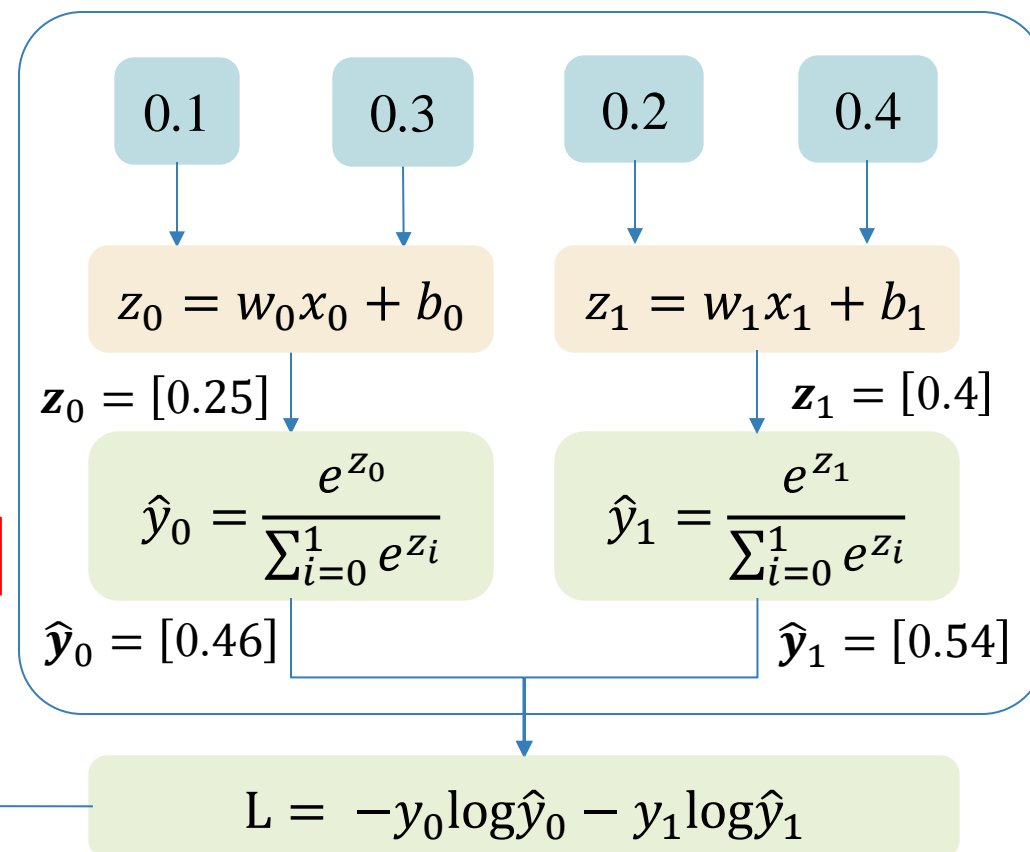 0.1 0.3 0.2 0.4
z₀ = w₀x₀ + b₀ z₁ = w₁x₁ + b₁
𝒛₀ = [0.25] 𝒛₁ = [0.4]
ŷ₀ = e^{z₀} / ∑_{i=0}^{1} e^{z_i} ŷ₁ = e^{z₁} / ∑_{i=0}^{1} e^{z_i}
𝒚̂₀ = [0.46] 𝒚̂₁ = [0.54]
L = −y₀logŷ₀ − y₁logŷ₁